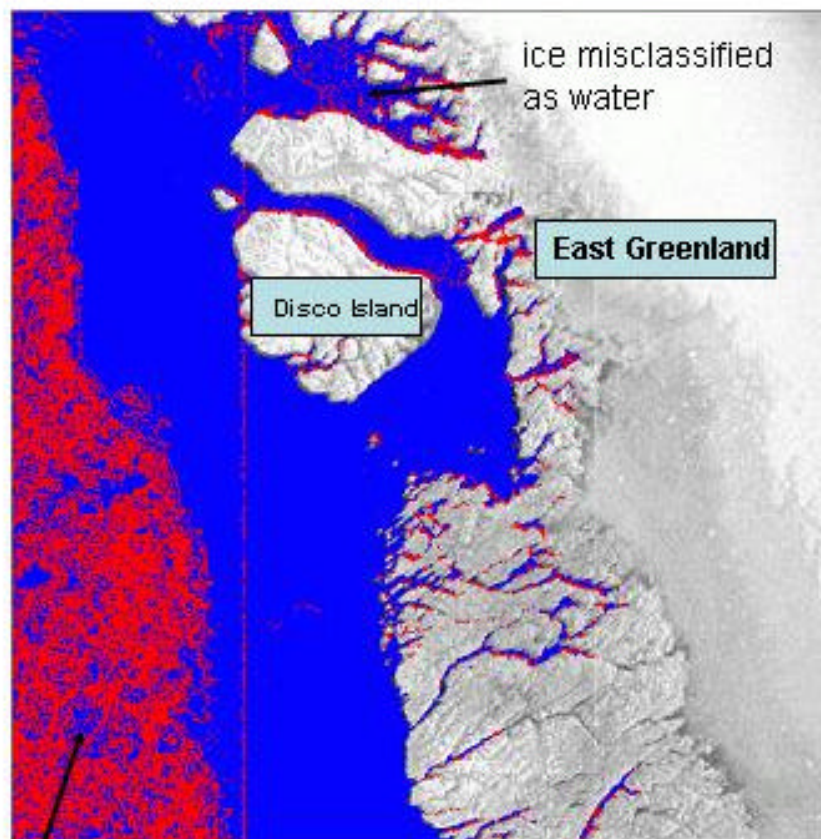 ice misclassified
as water
East Greenland
Disco Island